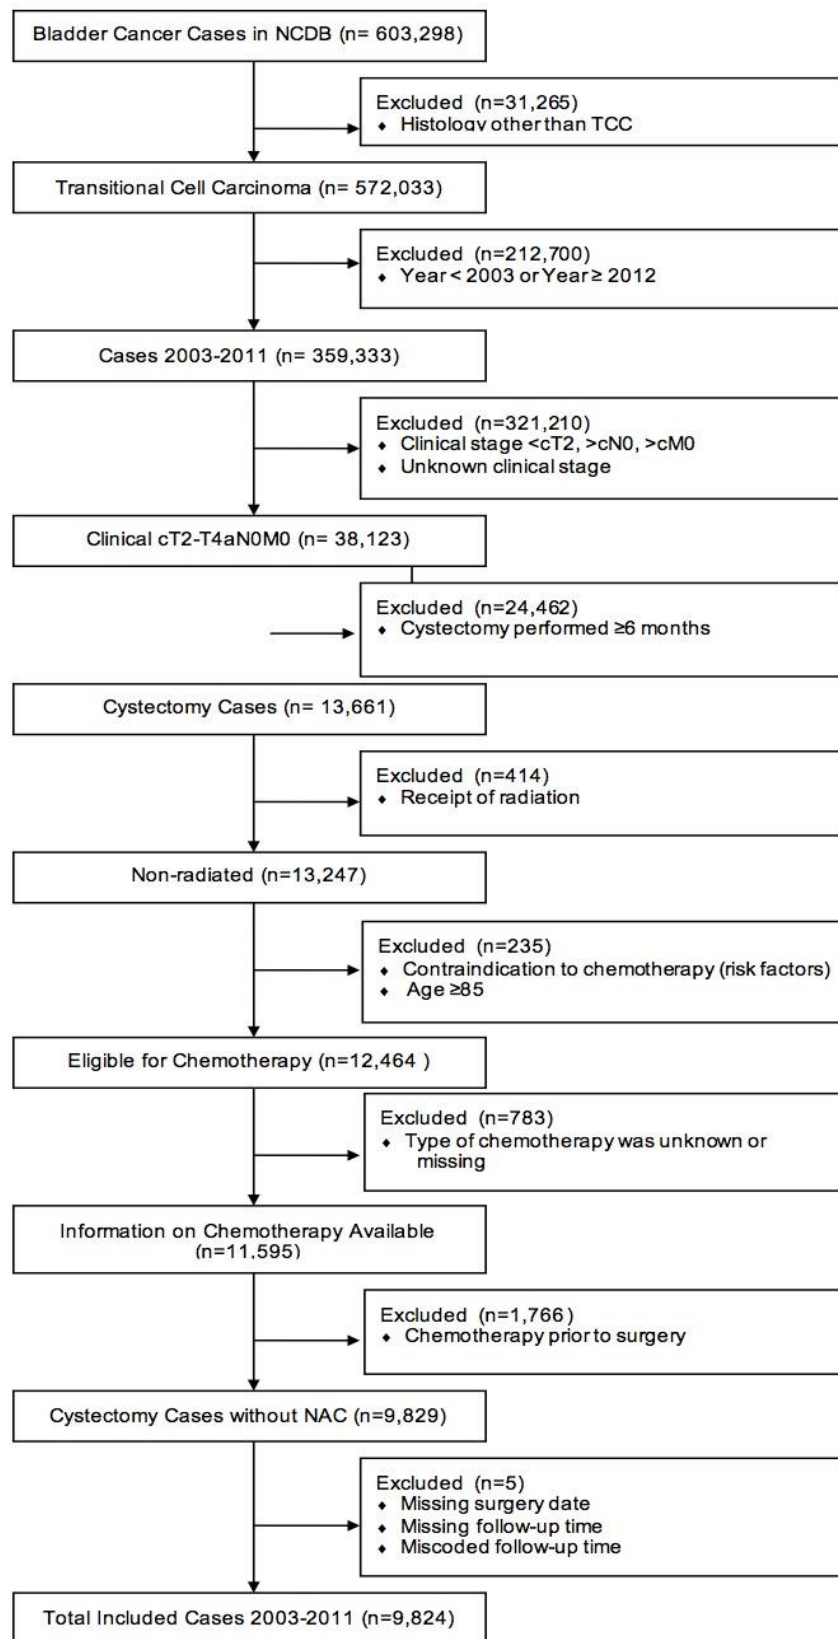 Bladder Cancer Cases in NCDB (n= 603,298)
Excluded (n=31,265)
♦ Histology other than TCC
Transitional Cell Carcinoma (n= 572,033)
Excluded (n=212,700)
♦ Year < 2003 or Year ≥ 2012
Cases 2003-2011 (n= 359,333)
Excluded (n=321,210)
♦ Clinical stage <cT2, >cN0, >cM0
♦ Unknown clinical stage
Clinical cT2-T4aN0M0 (n= 38,123)
Excluded (n=24,462)
♦ Cystectomy performed ≥6 months
Cystectomy Cases (n= 13,661)
Excluded (n=414)
♦ Receipt of radiation
Non-radiated (n=13,247)
Excluded (n=235)
♦ Contraindication to chemotherapy (risk factors)
♦ Age ≥85
Eligible for Chemotherapy (n=12,464 )
Excluded (n=783)
♦ Type of chemotherapy was unknown or
missing
Information on Chemotherapy Available
(n=11,595)
Excluded (n=1,766)
♦ Chemotherapy prior to surgery
Cystectomy Cases without NAC (n=9,829)
Excluded (n=5)
♦ Missing surgery date
♦ Missing follow-up time
♦ Miscoded follow-up time
Total Included Cases 2003-2011 (n=9,824)